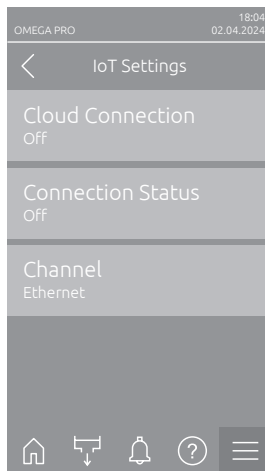 18:04
OMEGA PRO 02.04.2024
IoT Settings
Cloud Connection
Off
Connection Status
Off
Channel
Ethernet
?